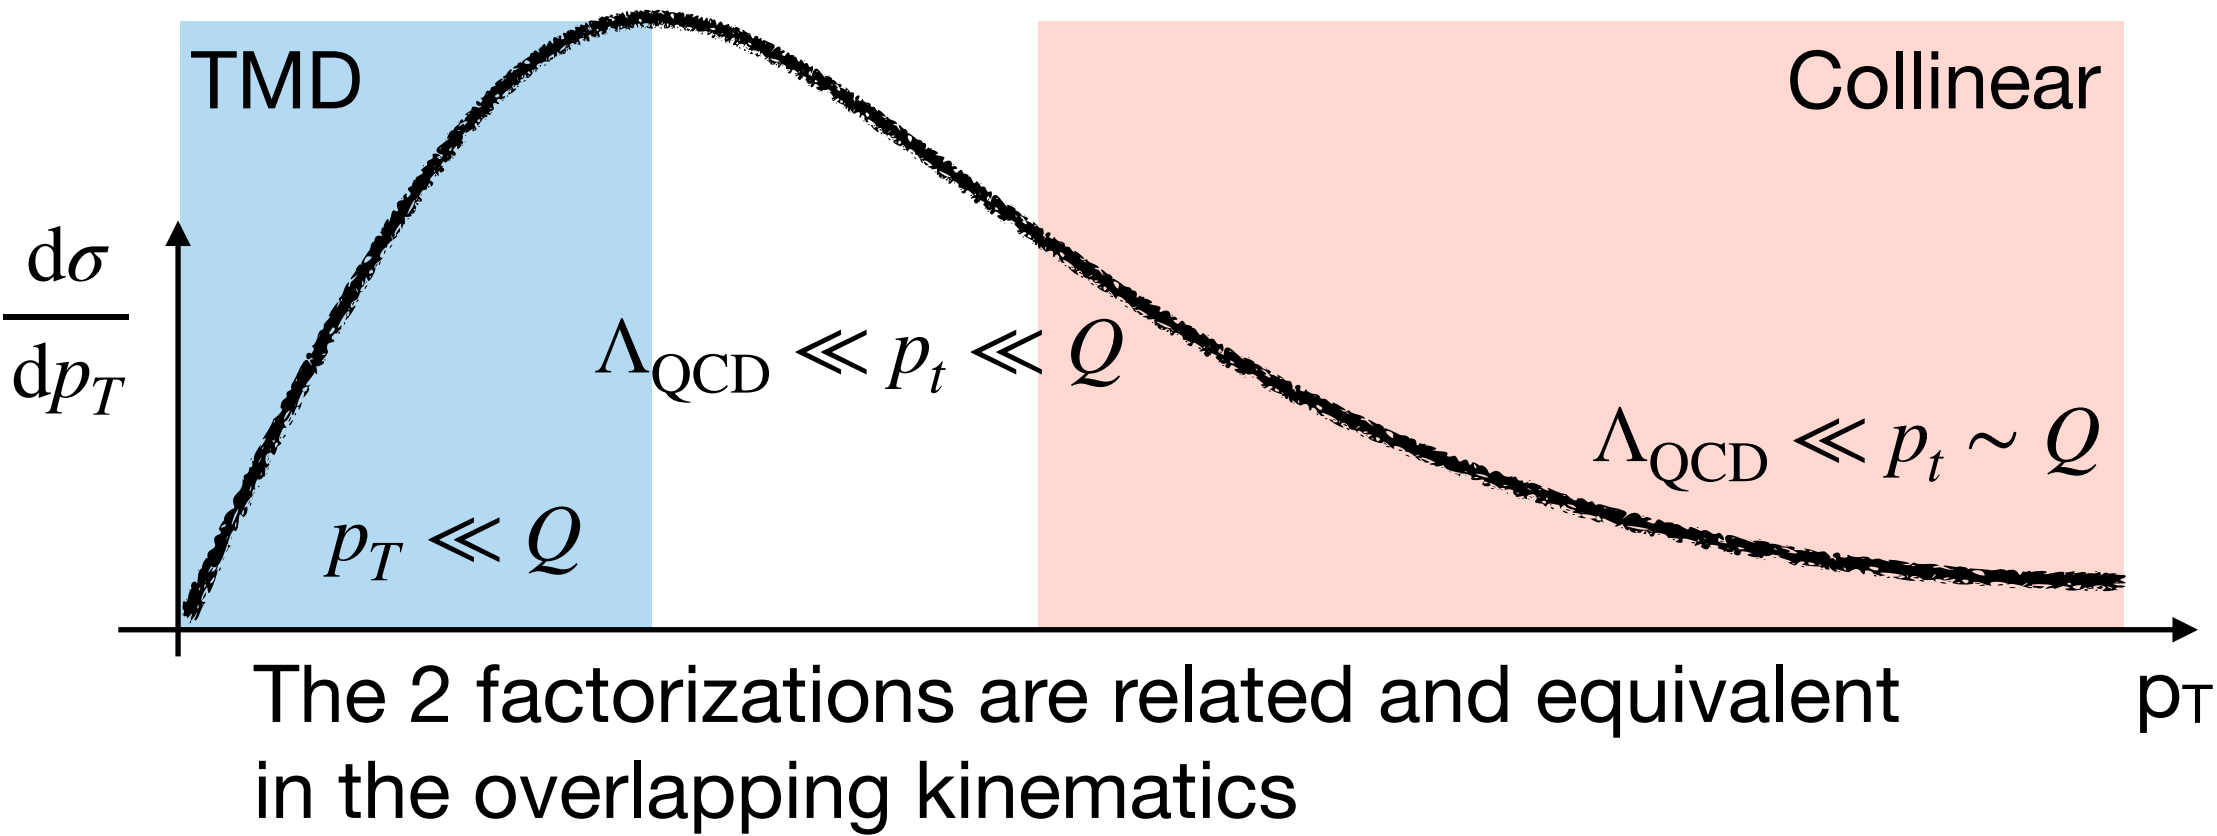 TMD
Collinear
dσ
dp_T
Λ_QCD ≪ p_t ≪ Q
Λ_QCD ≪ p_t ∼ Q
p_T ≪ Q
The 2 factorizations are related and equivalent
p_T
in the overlapping kinematics